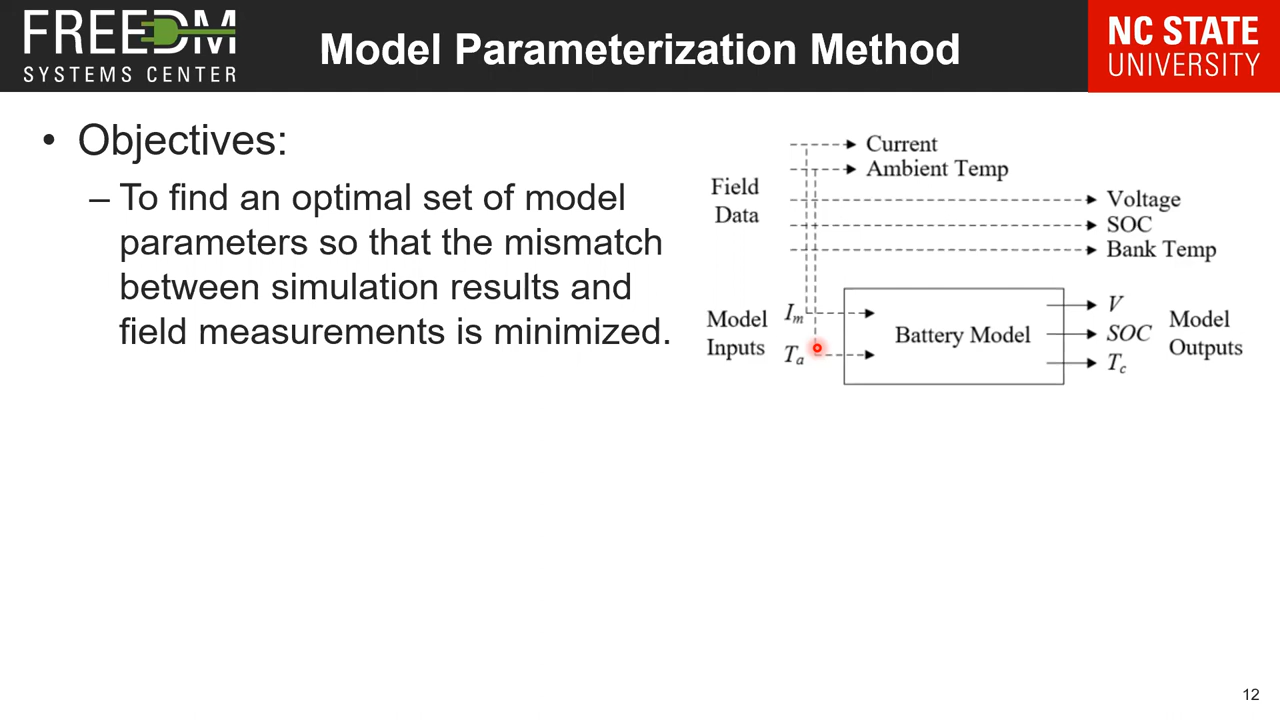 FREEDM
SYSTEMS CENTER
Model Parameterization Method
NC STATE
UNIVERSITY
• Objectives:
– To find an optimal set of model
parameters so that the mismatch
between simulation results and
field measurements is minimized.
Field
Data
Current
Ambient Temp
Voltage
SOC
Bank Temp
Model
Inputs
Im
Ta
Battery Model
V
SOC
Tc
Model
Outputs
12